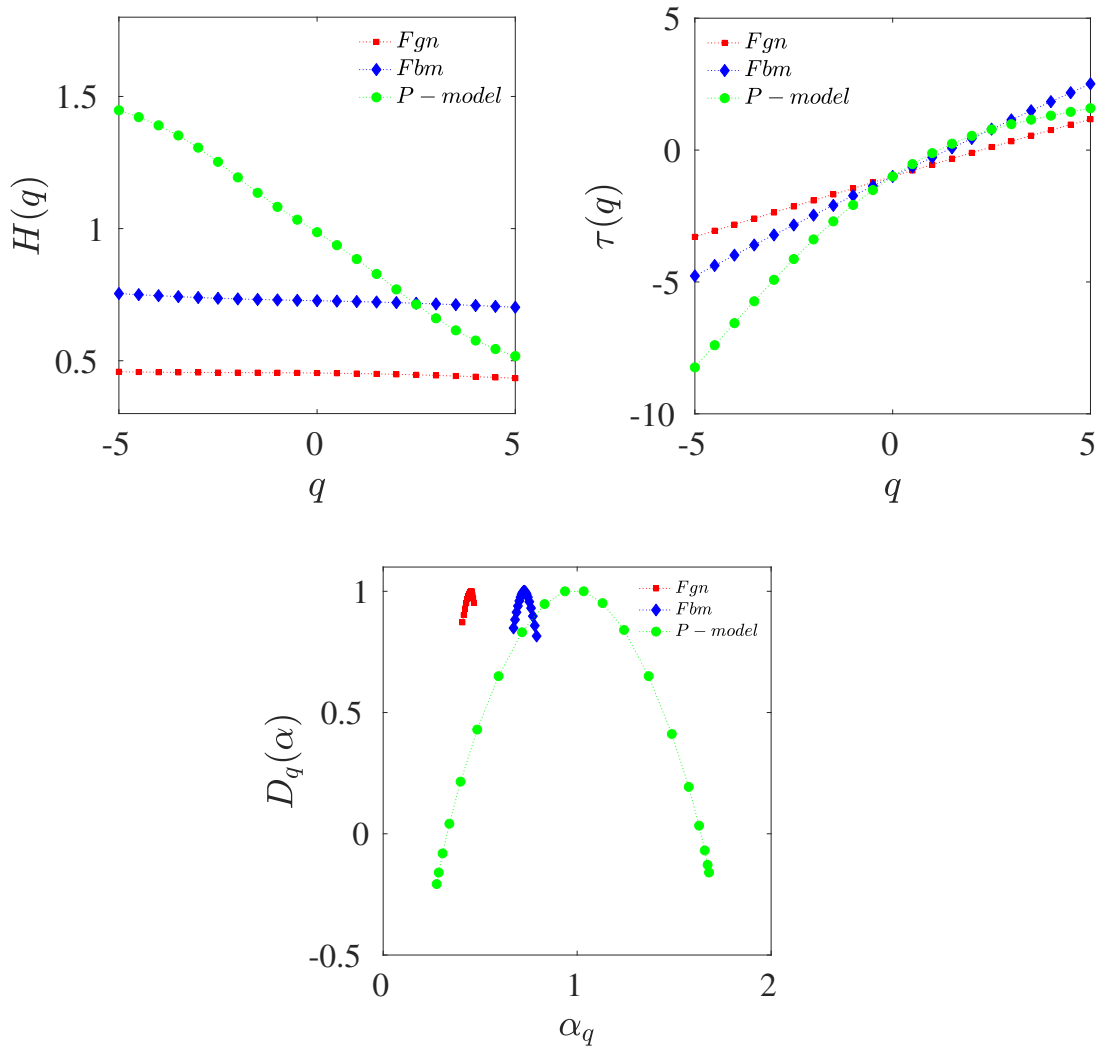 H(q)
1.5
1
0.5
-5
0
5
q
Fgn
Fbm
P − model
τ(q)
5
0
-5
-10
-5
0
5
q
Fgn
Fbm
P − model
D_q(α)
1
0.5
0
-0.5
0
1
2
α_q
Fgn
Fbm
P − model